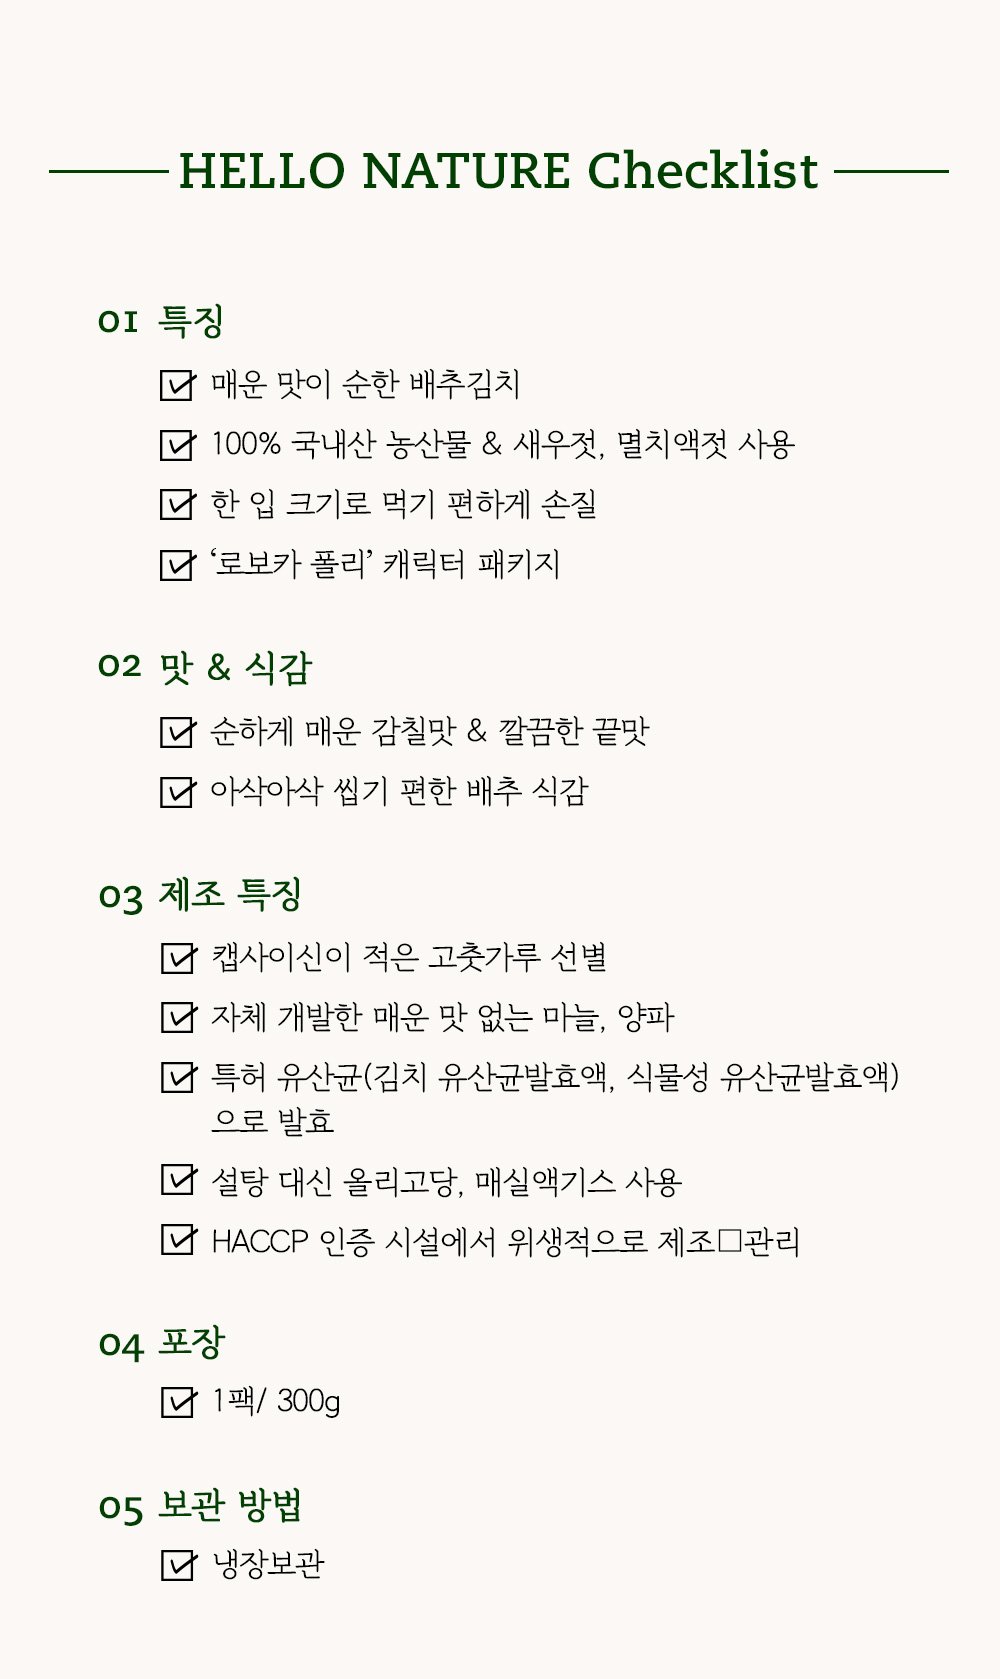 HELLO NATURE Checklist
01 특징
매운 맛이 순한 배추김치
100% 국내산 농산물 & 새우젓, 멸치액젓 사용
한 입 크기로 먹기 편하게 손질
‘로보카 폴리’ 캐릭터 패키지
02 맛 & 식감
순하게 매운 감칠맛 & 깔끔한 끝맛
아삭아삭 씹기 편한 배추 식감
03 제조 특징
캡사이신이 적은 고춧가루 선별
자체 개발한 매운 맛 없는 마늘, 양파
특허 유산균(김치 유산균발효액, 식물성 유산균발효액)
으로 발효
설탕 대신 올리고당, 매실액기스 사용
HACCP 인증 시설에서 위생적으로 제조□관리
04 포장
1팩/ 300g
05 보관 방법
냉장보관